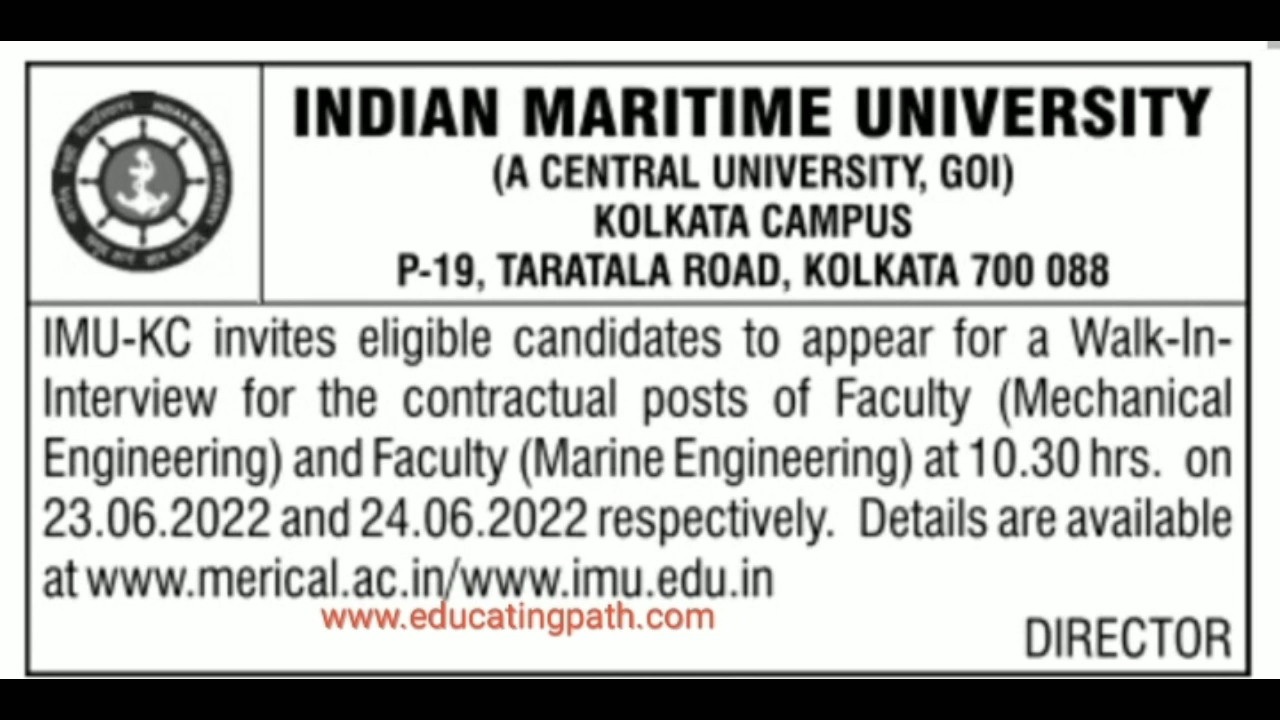 INDIAN MARITIME UNIVERSITY
(A CENTRAL UNIVERSITY, GOI)
KOLKATA CAMPUS
P-19, TARATALA ROAD, KOLKATA 700 088
IMU-KC invites eligible candidates to appear for a Walk-In-
Interview for the contractual posts of Faculty (Mechanical
Engineering) and Faculty (Marine Engineering) at 10.30 hrs. on
23.06.2022 and 24.06.2022 respectively. Details are available
at www.merical.ac.in/www.imu.edu.in
www.educatingpath.com
DIRECTOR